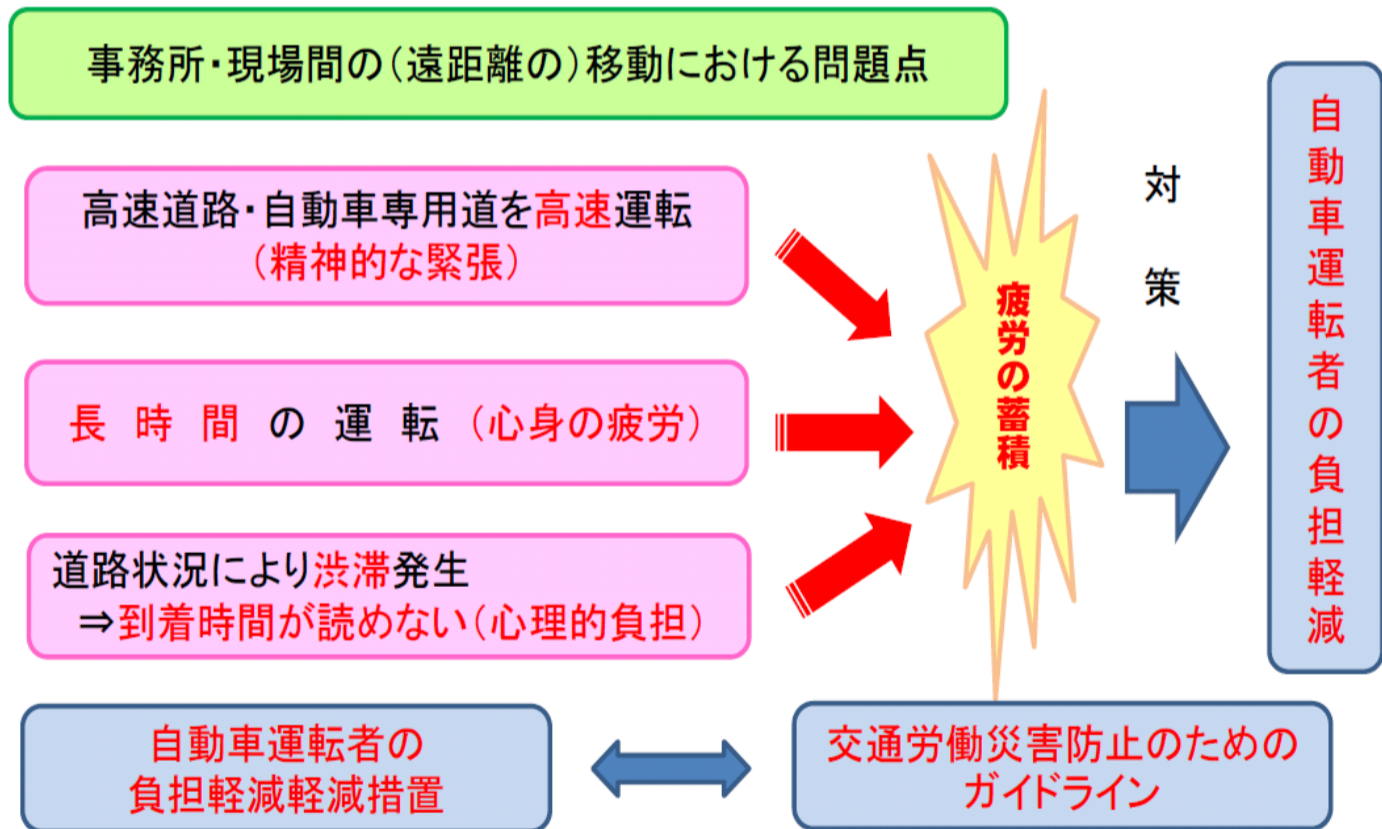 事務所・現場間の(遠距離の)移動における問題点
高速道路・自動車専用道を高速運転
(精神的な緊張)
長時間の運転(心身の疲労)
道路状況により渋滞発生
⇒到着時間が読めない(心理的負担)
疲労の蓄積
対策
自動車運転者の負担軽減
自動車運転者の
負担軽減軽減措置
交通労働災害防止のための
ガイドライン